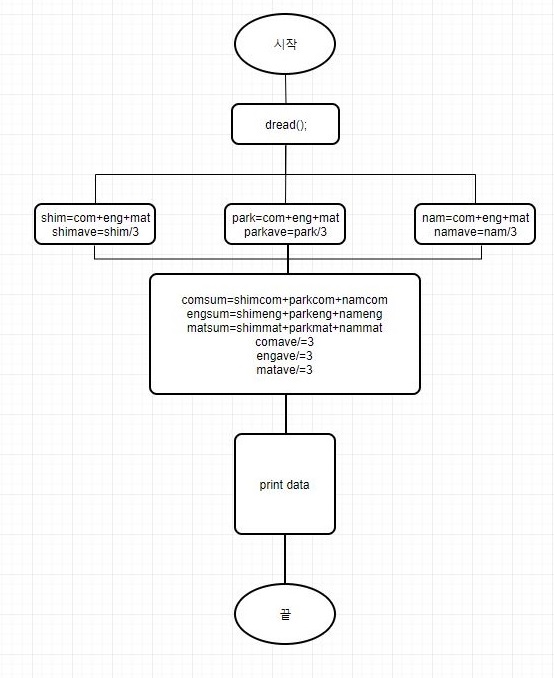 시작
dread();
shim=com+eng+mat
shimave=shim/3
park=com+eng+mat
parkave=park/3
nam=com+eng+mat
namave=nam/3
comsum=shimcom+parkcom+namcom
engsum=shimeng+parkeng+nameng
matsum=shimmat+parkmat+nammat
comave/=3
engave/=3
matave/=3
print data
끝